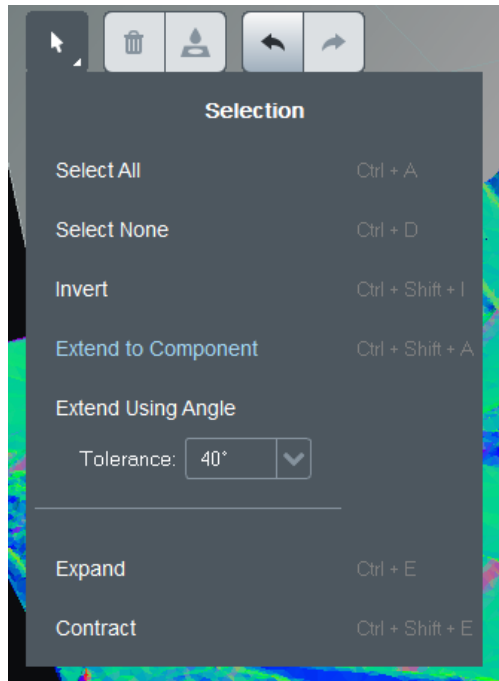 Selection
Select All Ctrl + A
Select None Ctrl + D
Invert Ctrl + Shift + I
Extend to Component Ctrl + Shift + A
Extend Using Angle
Tolerance: 40°
Expand Ctrl + E
Contract Ctrl + Shift + E